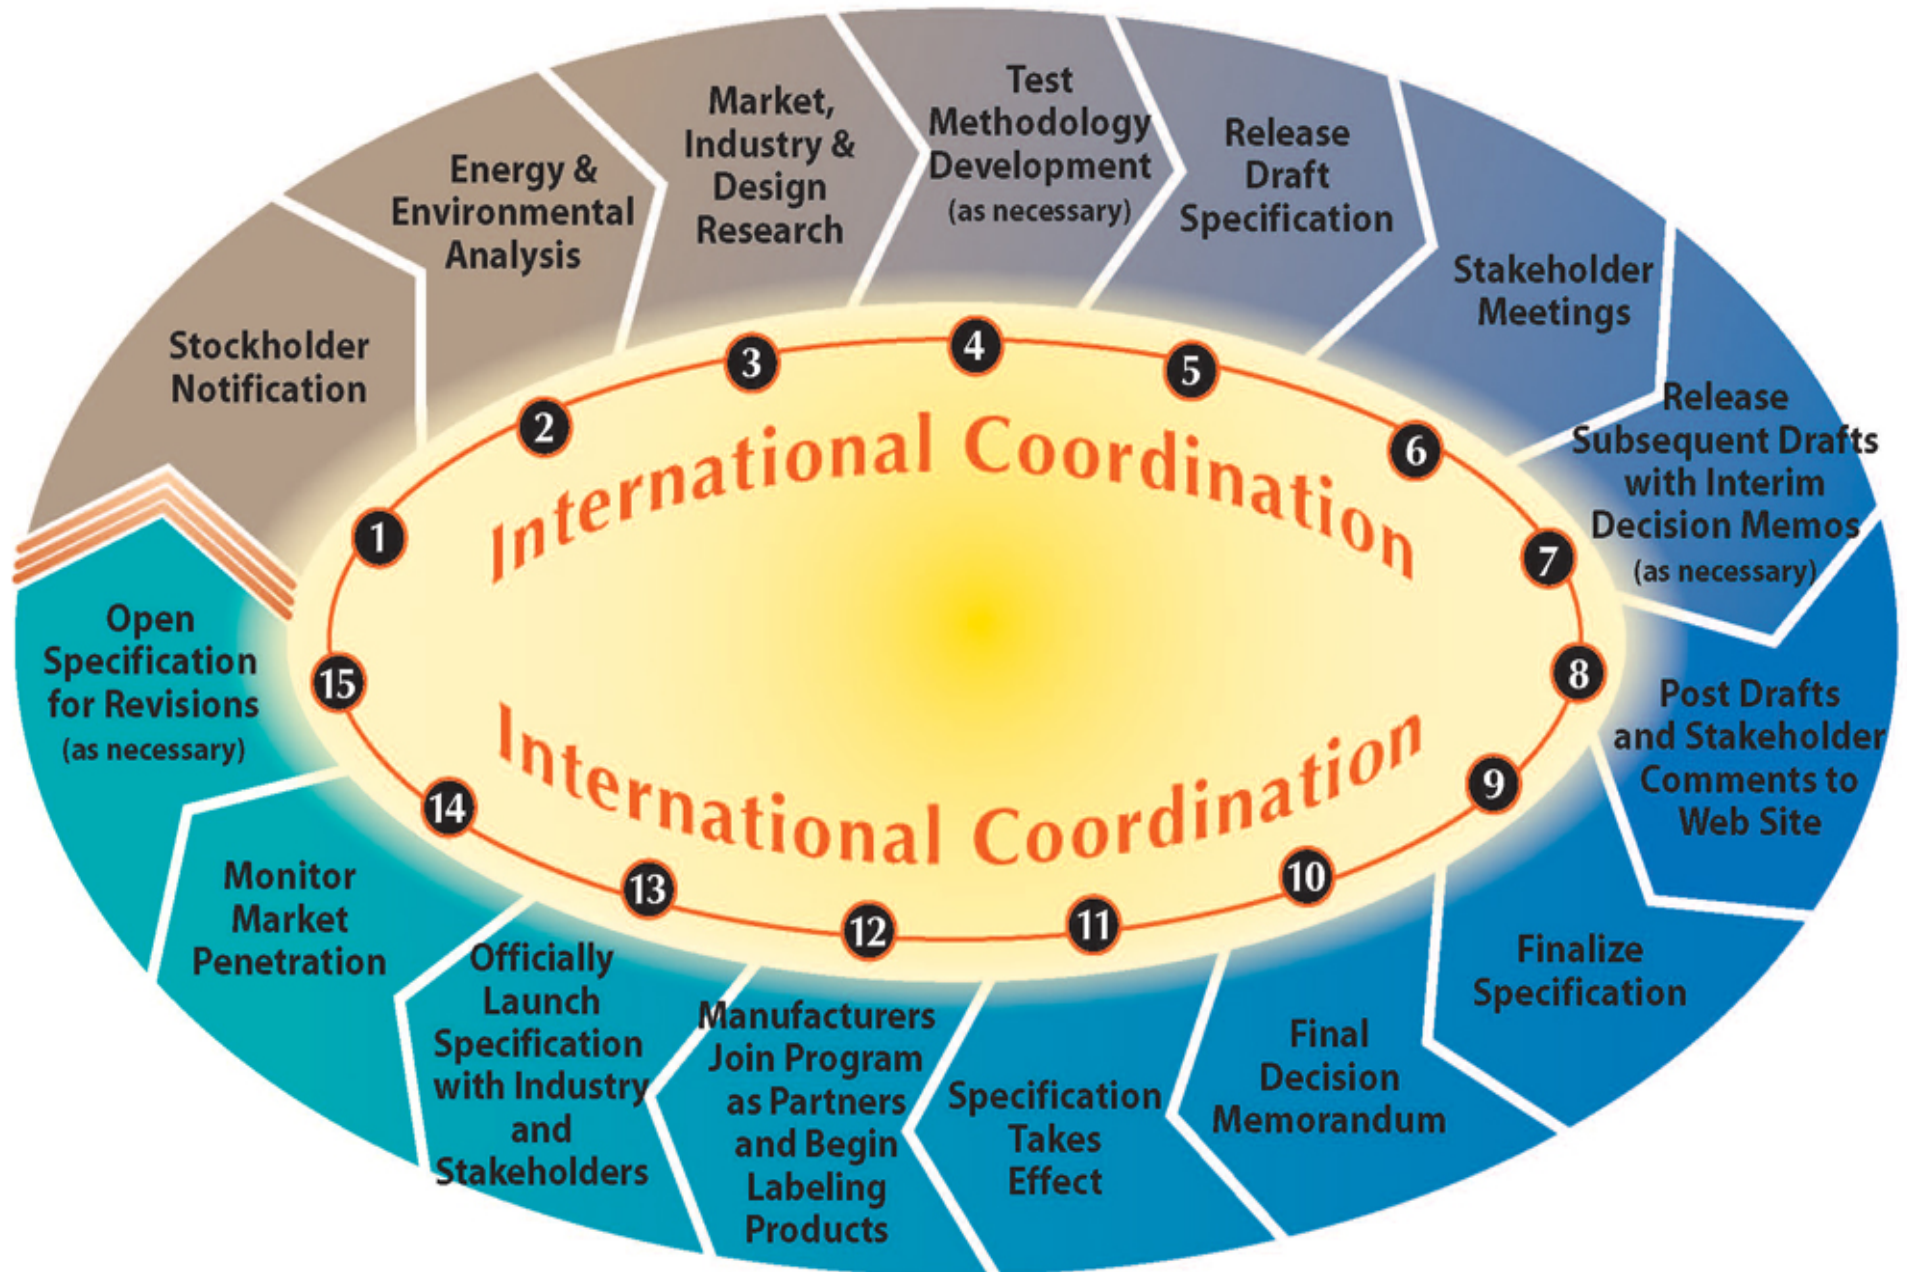 Stockholder
Notification
Energy &
Environmental
Analysis
Market,
Industry &
Design
Research
Test
Methodology
Development
(as necessary)
Release
Draft
Specification
Stakeholder
Meetings
Release
Subsequent Drafts
with Interim
Decision Memos
(as necessary)
Post Drafts
and Stakeholder
Comments to
Web Site
Finalize
Specification
Final
Decision
Memorandum
Specification
Takes
Effect
Manufacturers
Join Program
as Partners
and Begin
Labeling
Products
Officially
Launch
Specification
with Industry
and
Stakeholders
Monitor
Market
Penetration
Open
Specification
for Revisions
(as necessary)
1
2
3
4
5
6
7
8
9
10
11
12
13
14
15
International Coordination
International Coordination